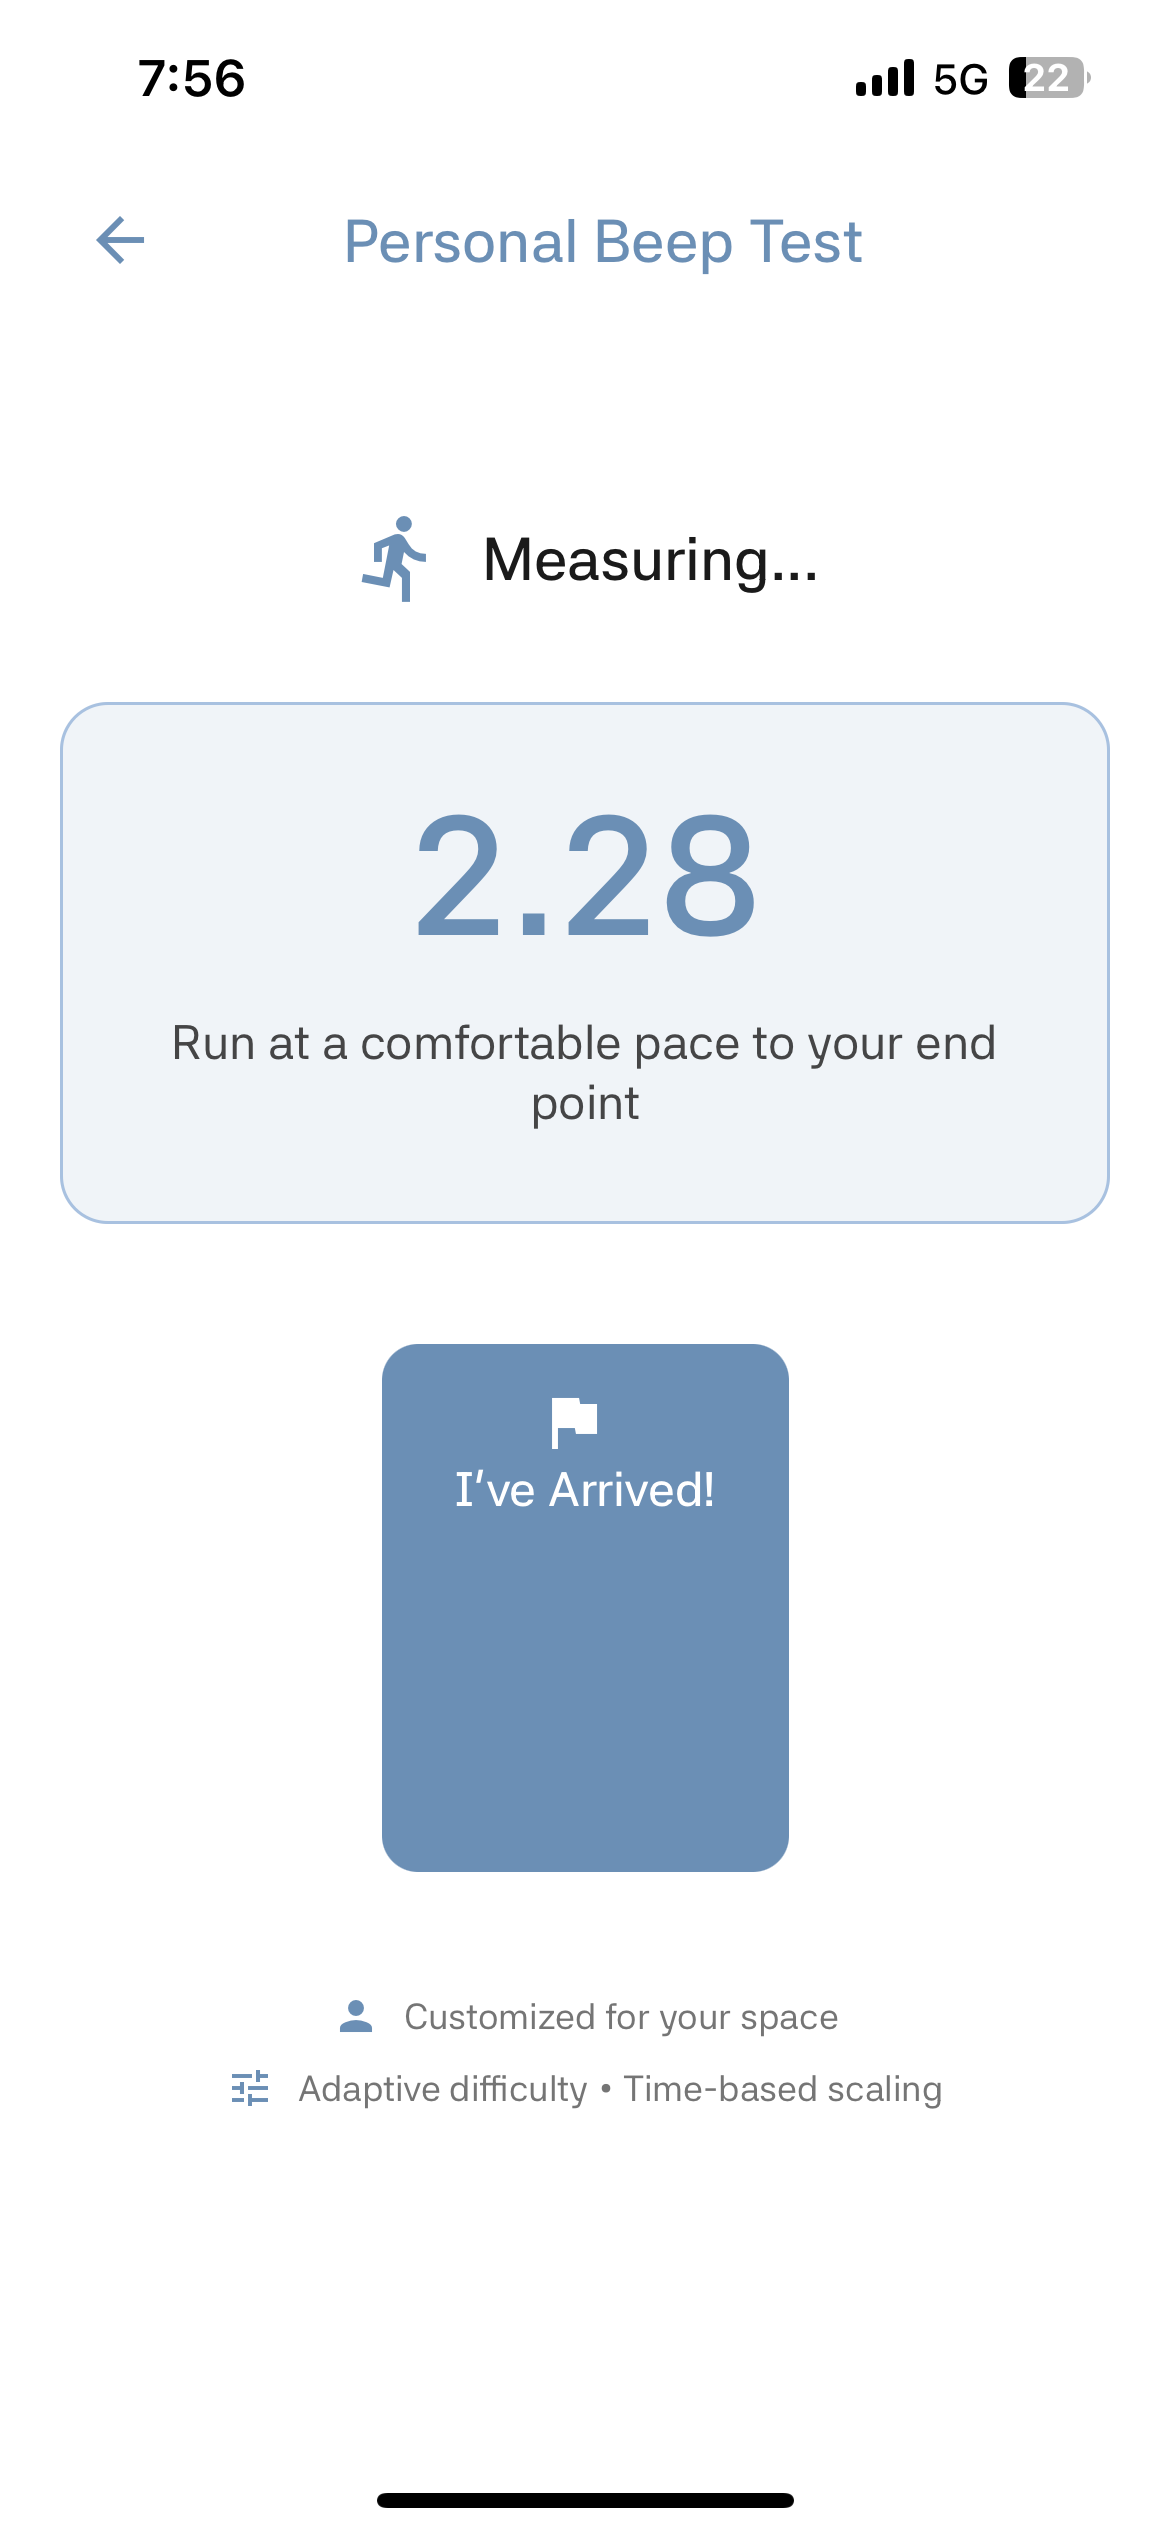 7:56
5G
22
Personal Beep Test
Measuring...
2.28
Run at a comfortable pace to your end
point
I've Arrived!
Customized for your space
Adaptive difficulty • Time-based scaling